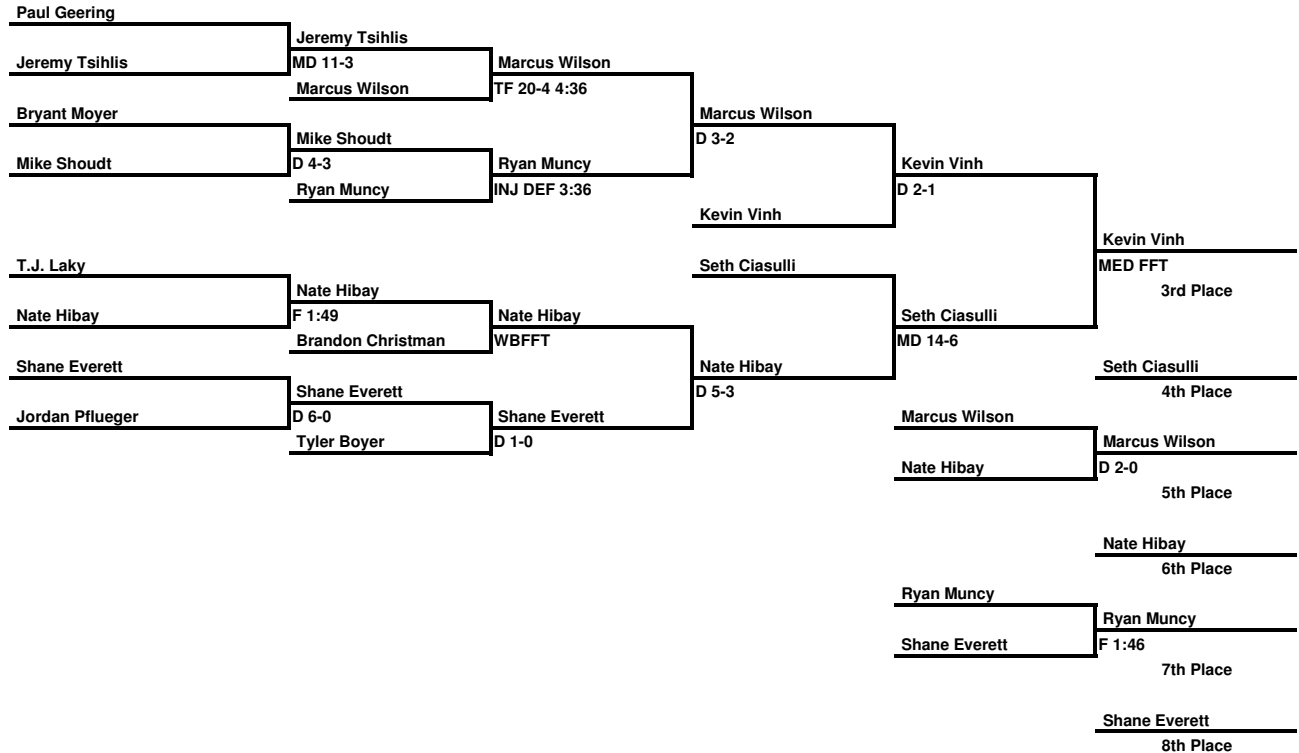 Paul Geering
Jeremy Tsihlis
Jeremy Tsihlis
MD 11-3
Marcus Wilson
TF 20-4 4:36
Marcus Wilson
Bryant Moyer
Marcus Wilson
D 3-2
Mike Shoudt
Mike Shoudt
D 4-3
Ryan Muncy
INJ DEF 3:36
Kevin Vinh
D 2-1
Ryan Muncy
Kevin Vinh
Kevin Vinh
MED FFT
3rd Place
T.J. Laky
Seth Ciasulli
Nate Hibay
F 1:49
Nate Hibay
Nate Hibay
WBFFT
Seth Ciasulli
MD 14-6
Brandon Christman
Shane Everett
Nate Hibay
D 5-3
Seth Ciasulli
4th Place
Shane Everett
D 6-0
Jordan Pflueger
Shane Everett
D 1-0
Tyler Boyer
Marcus Wilson
Marcus Wilson
D 2-0
Nate Hibay
5th Place
Nate Hibay
6th Place
Ryan Muncy
Ryan Muncy
F 1:46
Shane Everett
7th Place
Shane Everett
8th Place